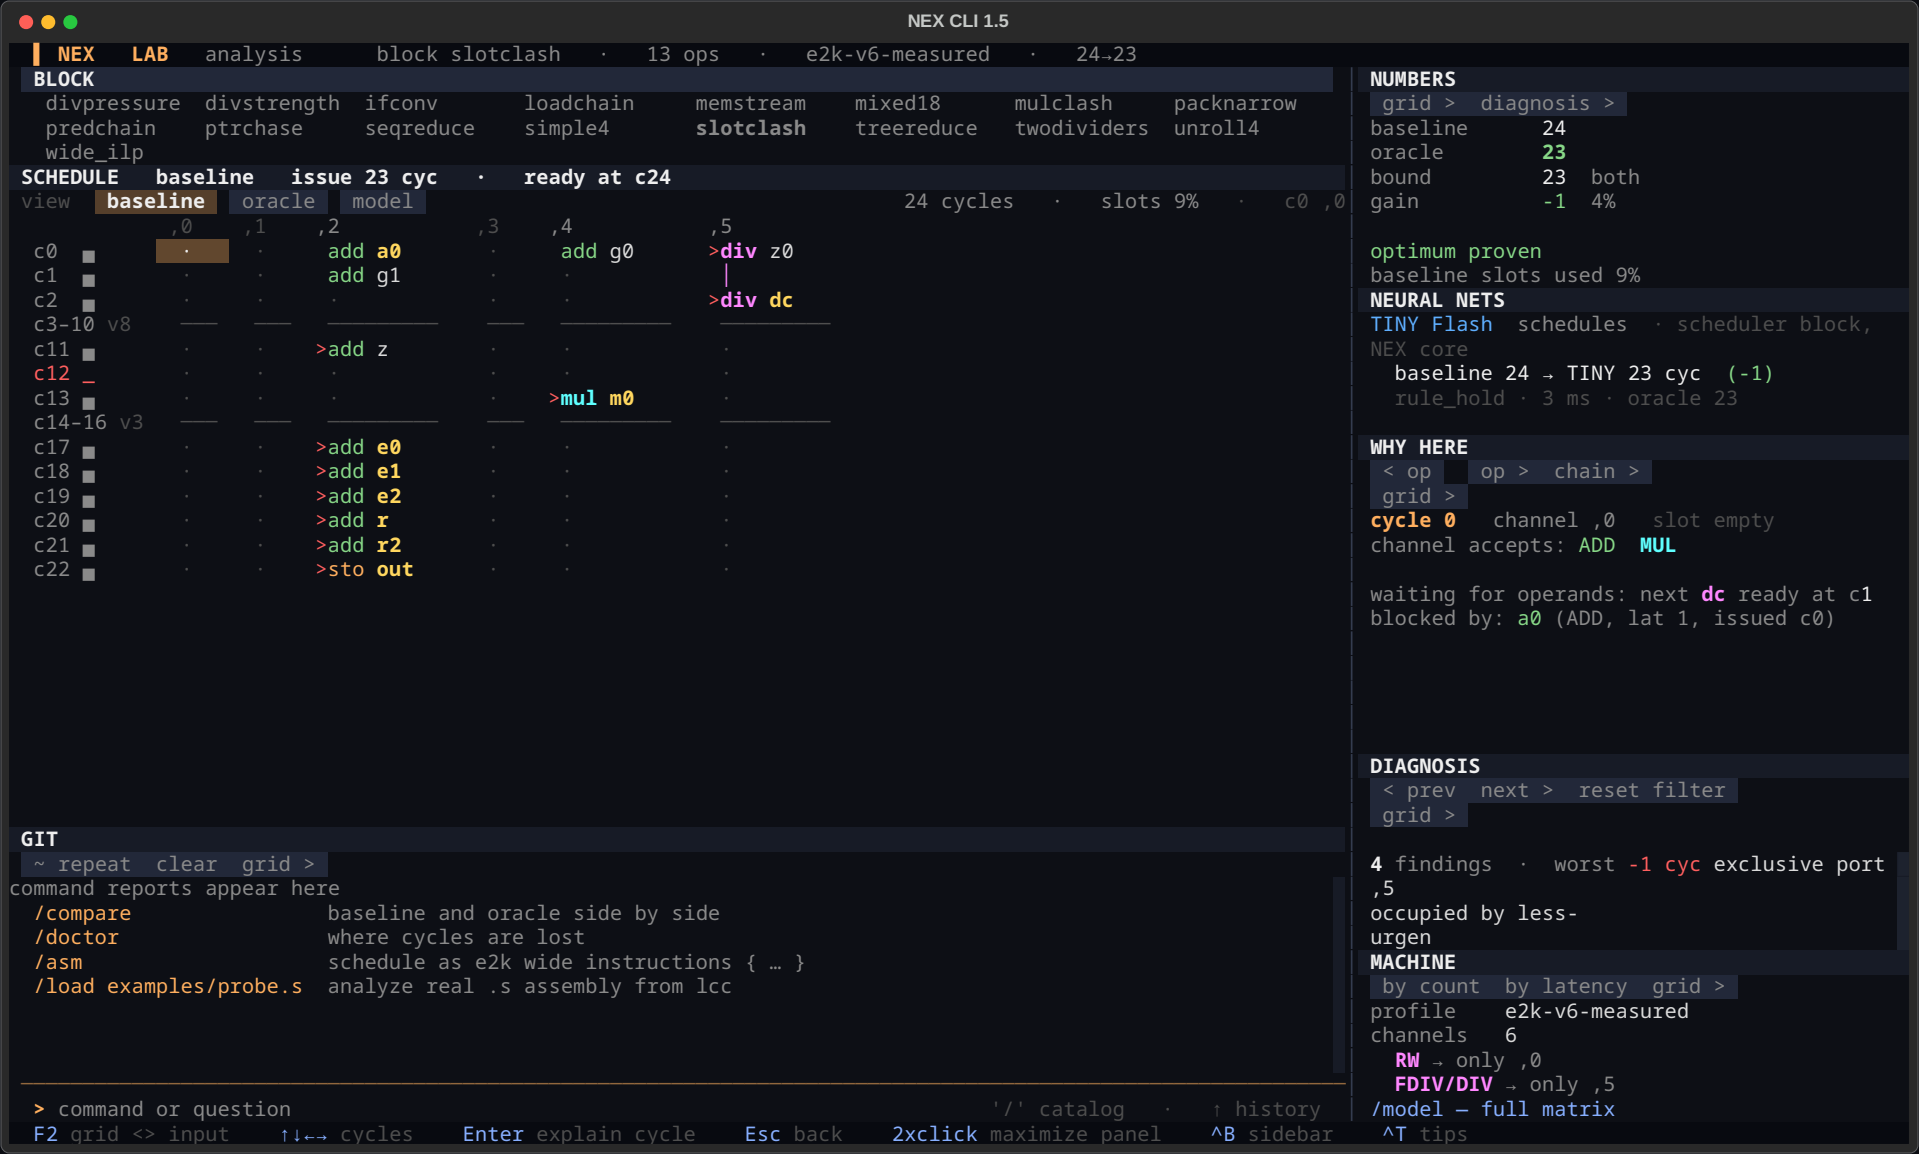 NEX CLI 1.5
NEX LAB analysis block slotclash · 13 ops · e2k-v6-measured · 24→23
BLOCK
divpressure divstrength ifconv loadchain memstream mixed18 mulclash packnarrow
predchain ptrchase seqreduce simple4 slotclash treereduce twodividers unroll4
wide_ilp
SCHEDULE baseline issue 23 cyc · ready at c24
view baseline oracle model 24 cycles · slots 9% · c0 ,0
,0 ,1 ,2 ,3 ,4 ,5
c0 · · add a0 · add g0 >div z0
c1 · · add g1 · · │
c2 · · · · · >div dc
c3-10 v8
c11 · · >add z · · ·
c12 · · · · · ·
c13 · · · · >mul m0 ·
c14-16 v3
c17 · · >add e0 · · ·
c18 · · >add e1 · · ·
c19 · · >add e2 · · ·
c20 · · >add r · · ·
c21 · · >add r2 · · ·
c22 · · >sto out · · ·
GIT
~ repeat clear grid >
command reports appear here
/compare baseline and oracle side by side
/doctor where cycles are lost
/asm schedule as e2k wide instructions { … }
/load examples/probe.s analyze real .s assembly from lcc
> command or question '/' catalog · ↑ history
NUMBERS
grid > diagnosis >
baseline 24
oracle 23
bound 23 both
gain -1 4%
optimum proven
baseline slots used 9%
NEURAL NETS
TINY Flash schedules · scheduler block,
NEX core
baseline 24 → TINY 23 cyc (-1)
rule_hold · 3 ms · oracle 23
WHY HERE
< op op > chain >
grid >
cycle 0 channel ,0 slot empty
channel accepts: ADD MUL
waiting for operands: next dc ready at c1
blocked by: a0 (ADD, lat 1, issued c0)
DIAGNOSIS
< prev next > reset filter
grid >
4 findings · worst -1 cyc exclusive port
,5
occupied by less-
urgen
MACHINE
by count by latency grid >
profile e2k-v6-measured
channels 6
RW → only ,0
FDIV/DIV → only ,5
/model — full matrix
F2 grid <> input ↑↓←→ cycles Enter explain cycle Esc back 2xclick maximize panel ^B sidebar ^T tips